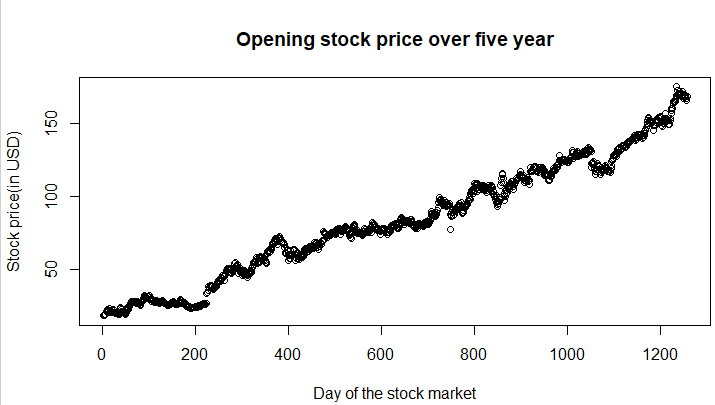 Opening stock price over five year
Stock price(in USD)
150
100
50
0 200 400 600 800 1000 1200
Day of the stock market